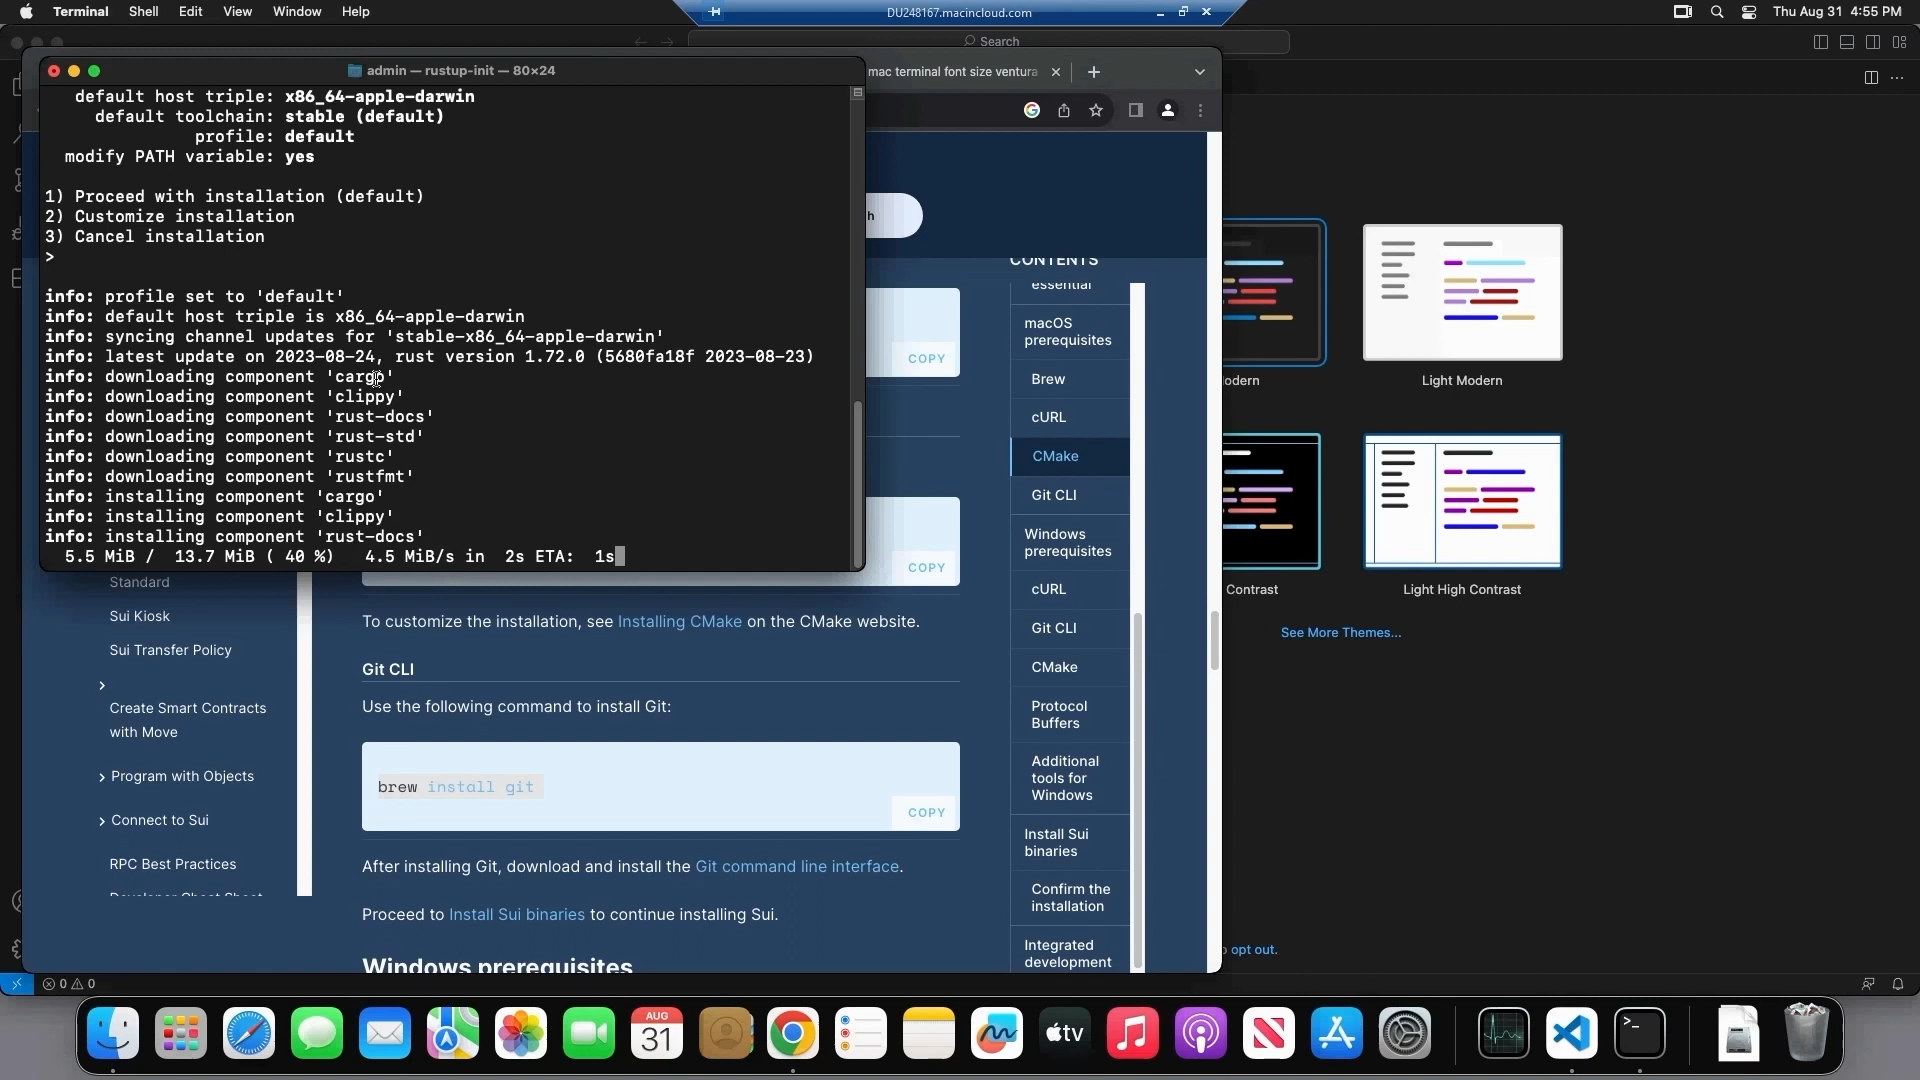 Terminal Shell Edit View Window Help
DU248167.macincloud.com
Thu Aug 31 4:55 PM
Search
admin — rustup-init — 80×24
mac terminal font size ventura
default host triple: x86_64-apple-darwin
default toolchain: stable (default)
profile: default
modify PATH variable: yes
1) Proceed with installation (default)
2) Customize installation
3) Cancel installation
>
info: profile set to 'default'
info: default host triple is x86_64-apple-darwin
info: syncing channel updates for 'stable-x86_64-apple-darwin'
info: latest update on 2023-08-24, rust version 1.72.0 (5680fa18f 2023-08-23)
info: downloading component 'cargo'
info: downloading component 'clippy'
info: downloading component 'rust-docs'
info: downloading component 'rust-std'
info: downloading component 'rustc'
info: downloading component 'rustfmt'
info: installing component 'cargo'
info: installing component 'clippy'
info: installing component 'rust-docs'
5.5 MiB / 13.7 MiB ( 40 %) 4.5 MiB/s in 2s ETA: 1s
h
COPY
COPY
Standard
Sui Kiosk
Sui Transfer Policy
Create Smart Contracts
with Move
Program with Objects
Connect to Sui
RPC Best Practices
Developer Cheat Sheet
To customize the installation, see Installing CMake on the CMake website.
Git CLI
Use the following command to install Git:
brew install git
COPY
After installing Git, download and install the Git command line interface.
Proceed to Install Sui binaries to continue installing Sui.
Windows prerequisites
CONTENTS
essential
macOS
prerequisites
Brew
cURL
CMake
Git CLI
Windows
prerequisites
cURL
Git CLI
CMake
Protocol
Buffers
Additional
tools for
Windows
Install Sui
binaries
Confirm the
installation
Integrated
development
odern
Light Modern
Contrast
Light High Contrast
See More Themes...
opt out.
0 0
AUG
31
tv
>_